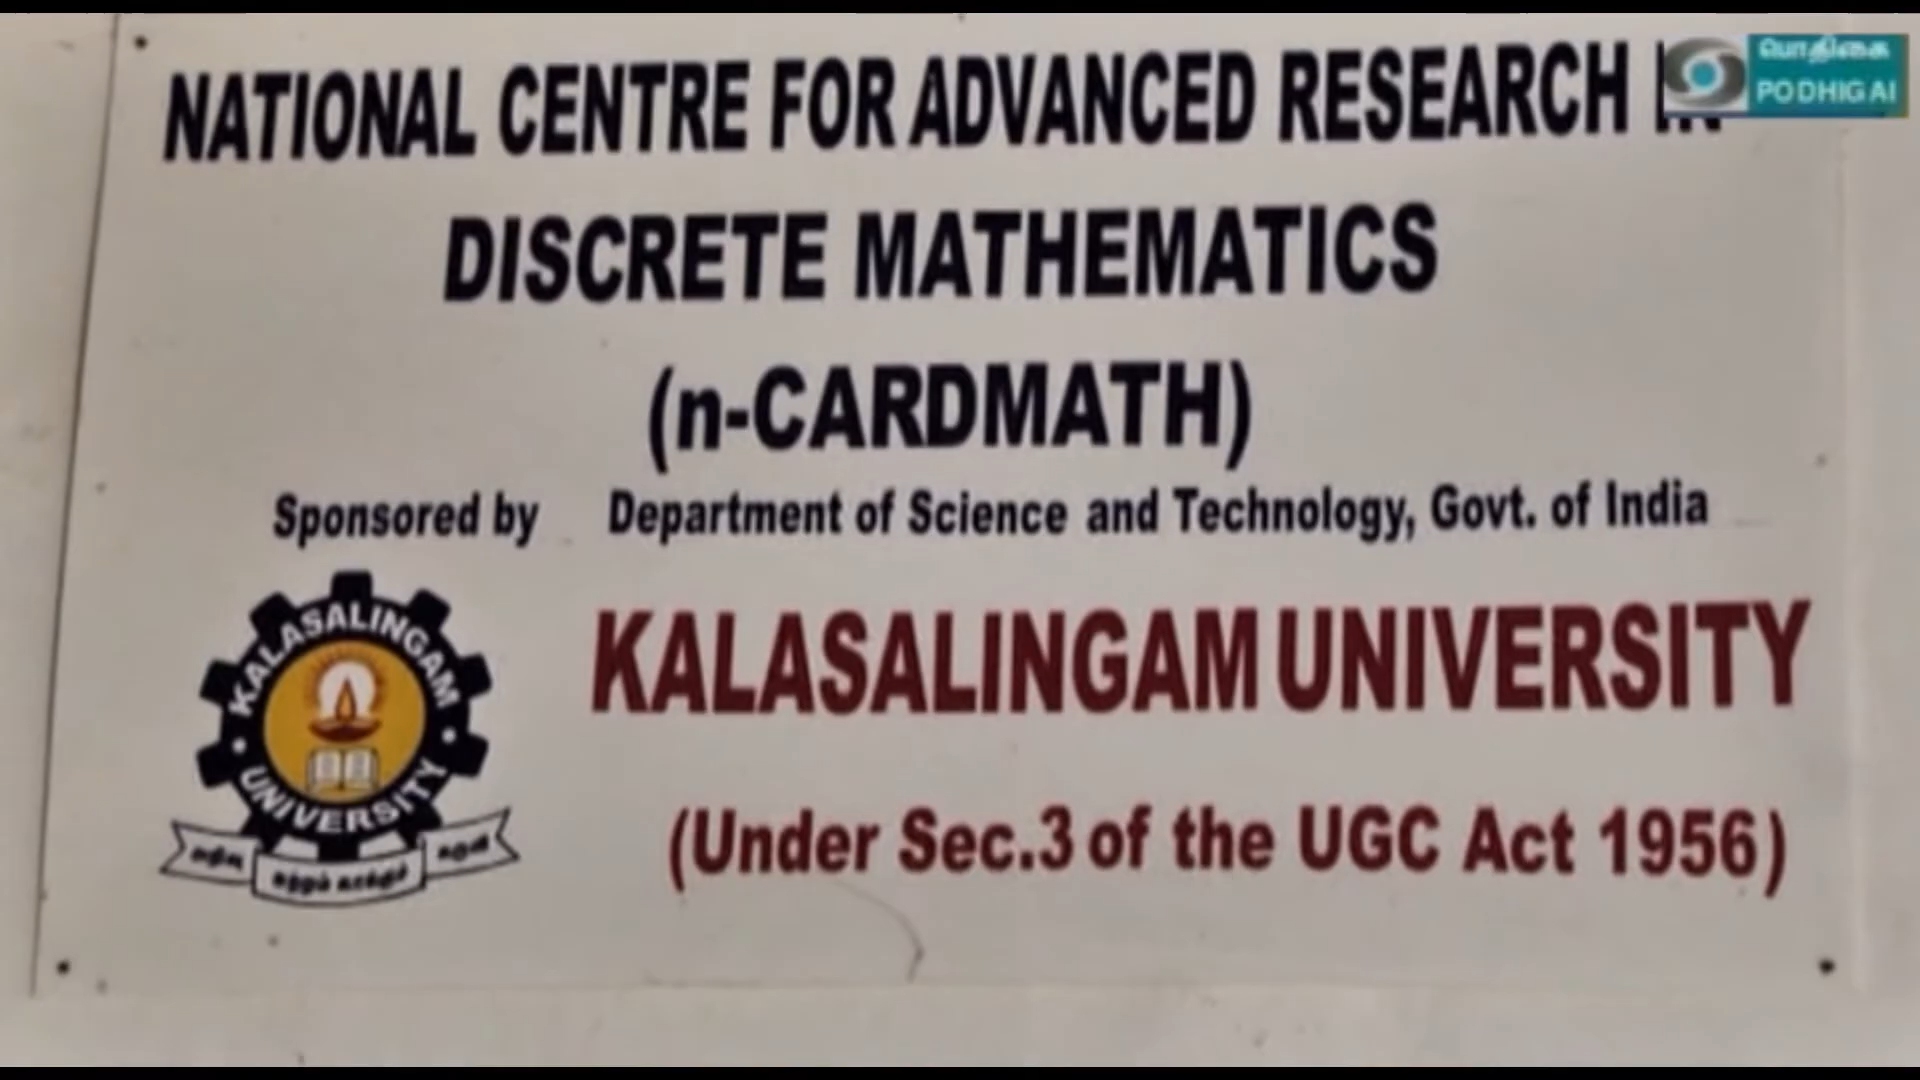 NATIONAL CENTRE FOR ADVANCED RESEARCH IN
பொதிகை
PODHIGAI
DISCRETE MATHEMATICS
(n-CARDMATH)
Sponsored by Department of Science and Technology, Govt. of India
KALASALINGAM
UNIVERSITY
KALASALINGAM UNIVERSITY
(Under Sec.3 of the UGC Act 1956)